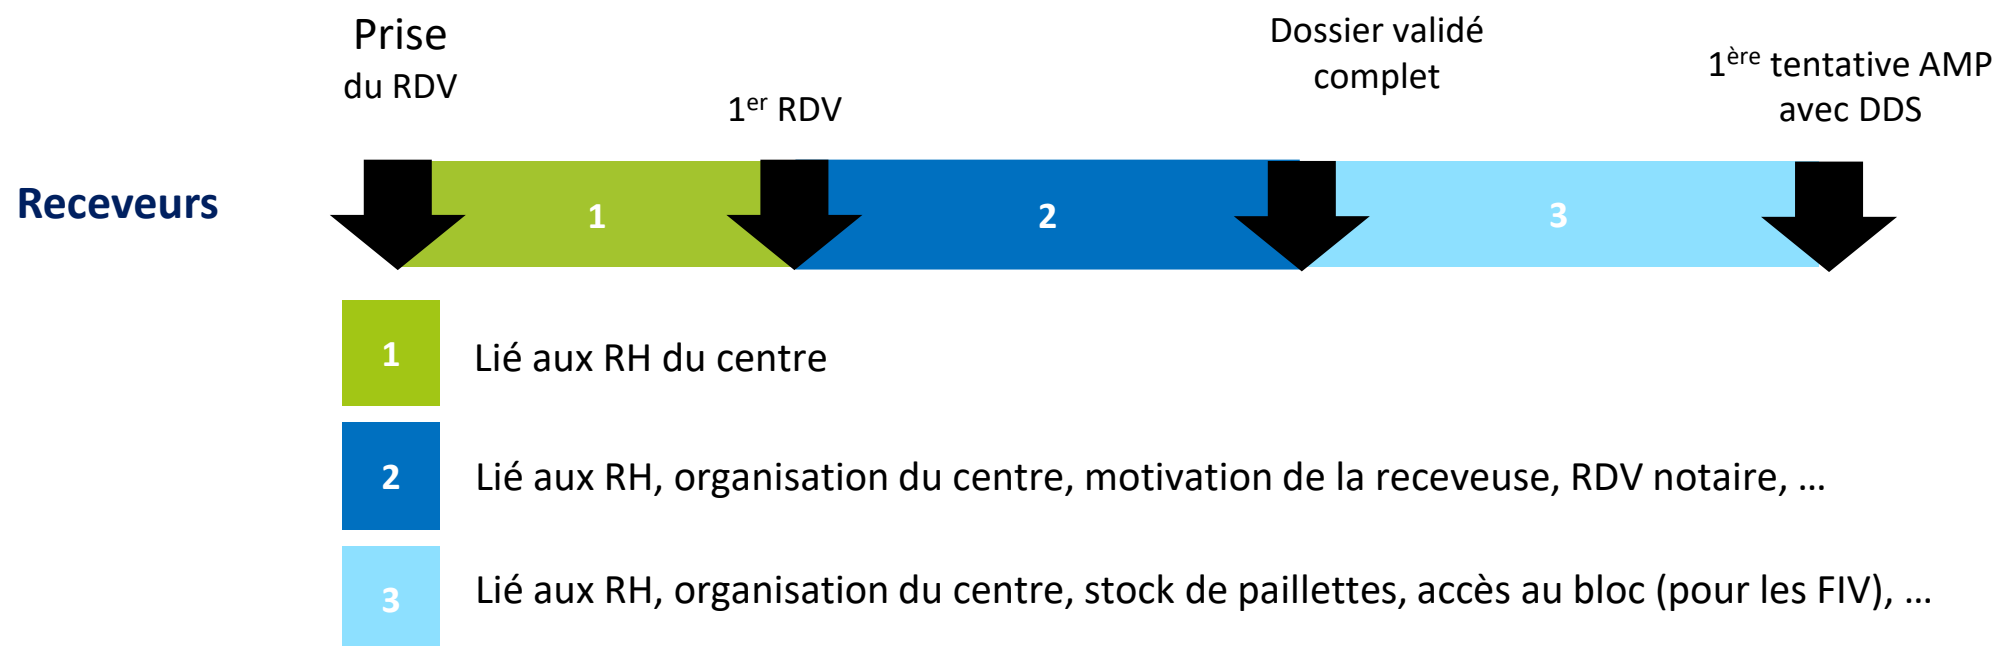 Prise
du RDV
1er RDV
Dossier validé
complet
1ère tentative AMP
avec DDS
Receveurs
1
2
3
1
Lié aux RH du centre
2
Lié aux RH, organisation du centre, motivation de la receveuse, RDV notaire, ...
3
Lié aux RH, organisation du centre, stock de paillettes, accès au bloc (pour les FIV), ...